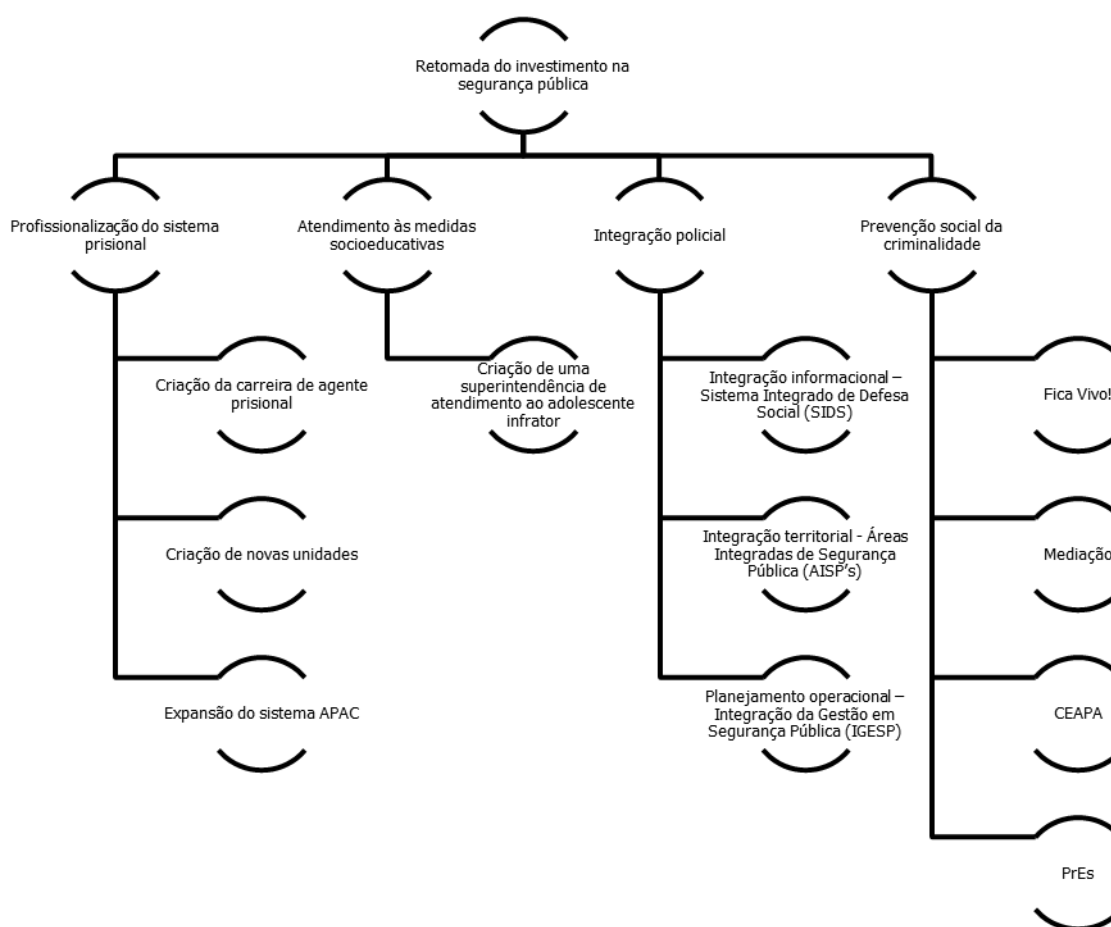 Retomada do investimento na
segurança pública
Profissionalização do sistema
prisional
Atendimento às medidas
socioeducativas
Integração policial
Prevenção social da
criminalidade
Criação da carreira de agente
prisional
Criação de uma
superintendência de
atendimento ao adolescente
infrator
Integração informacional –
Sistema Integrado de Defesa
Social (SIDS)
Fica Vivo!
Criação de novas unidades
Integração territorial - Áreas
Integradas de Segurança
Pública (AISP's)
Mediação
Expansão do sistema APAC
Planejamento operacional –
Integração da Gestão em
Segurança Pública (IGESP)
CEAPA
PrEs